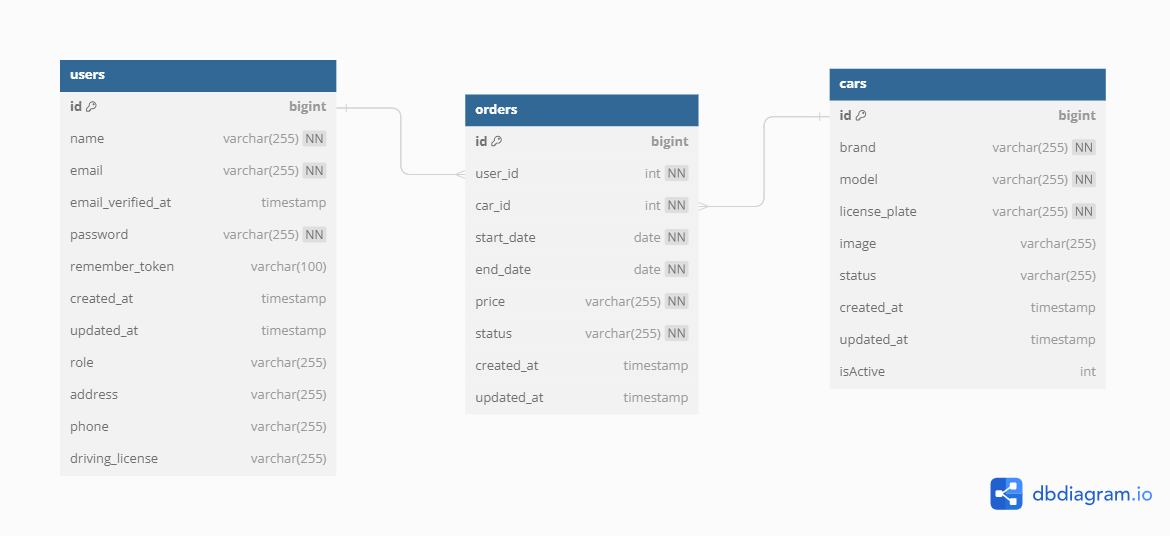 users
id bigint
name varchar(255) NN
email varchar(255) NN
email_verified_at timestamp
password varchar(255) NN
remember_token varchar(100)
created_at timestamp
updated_at timestamp
role varchar(255)
address varchar(255)
phone varchar(255)
driving_license varchar(255)
orders
id bigint
user_id int NN
car_id int NN
start_date date NN
end_date date NN
price varchar(255) NN
status varchar(255) NN
created_at timestamp
updated_at timestamp
cars
id bigint
brand varchar(255) NN
model varchar(255) NN
license_plate varchar(255) NN
image varchar(255)
status varchar(255)
created_at timestamp
updated_at timestamp
isActive int
dbdiagram.io